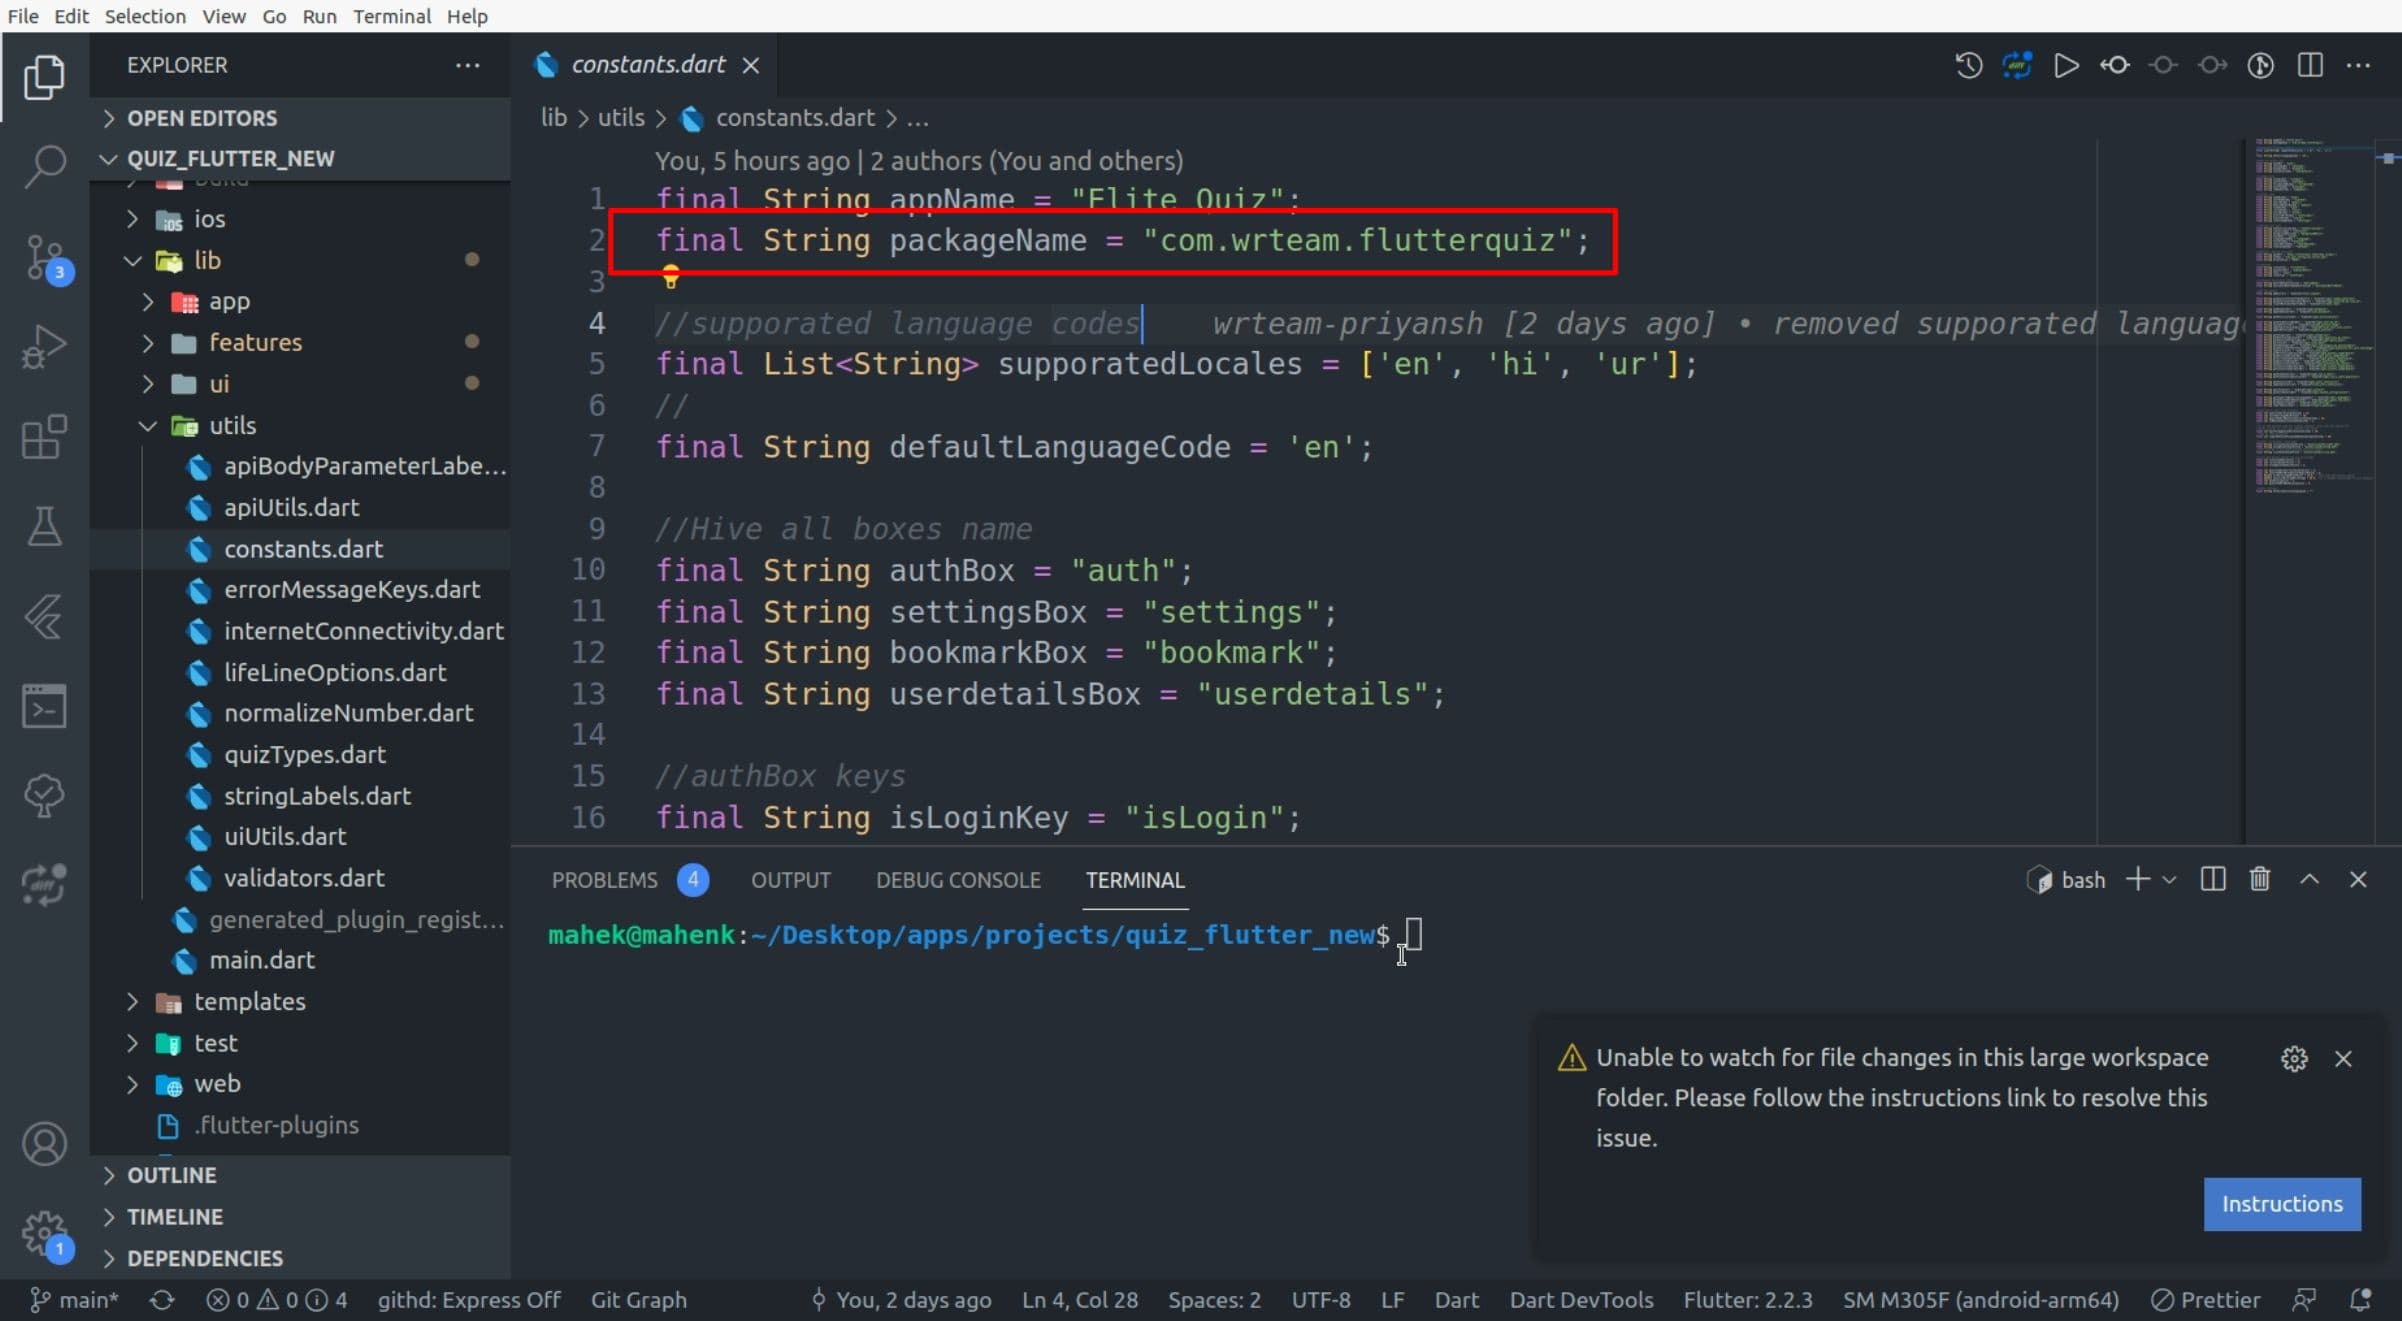 File Edit Selection View Go Run Terminal Help
EXPLORER
OPEN EDITORS
QUIZ_FLUTTER_NEW
build
ios
lib
app
features
ui
utils
apiBodyParameterLabe...
apiUtils.dart
constants.dart
errorMessageKeys.dart
internetConnectivity.dart
lifeLineOptions.dart
normalizeNumber.dart
quizTypes.dart
stringLabels.dart
uiUtils.dart
validators.dart
generated_plugin_regist...
main.dart
templates
test
web
.flutter-plugins
OUTLINE
TIMELINE
DEPENDENCIES
3
1
constants.dart
lib > utils > constants.dart > ...
You, 5 hours ago | 2 authors (You and others)
1 final String appName = "Elite Quiz";
2 final String packageName = "com.wrteam.flutterquiz";
3
4 //supporated language codes wrteam-priyansh [2 days ago] • removed supporated languag
5 final List<String> supporatedLocales = ['en', 'hi', 'ur'];
6 //
7 final String defaultLanguageCode = 'en';
8
9 //Hive all boxes name
10 final String authBox = "auth";
11 final String settingsBox = "settings";
12 final String bookmarkBox = "bookmark";
13 final String userdetailsBox = "userdetails";
14
15 //authBox keys
16 final String isLoginKey = "isLogin";
PROBLEMS 4 OUTPUT DEBUG CONSOLE TERMINAL bash
mahek@mahenk:~/Desktop/apps/projects/quiz_flutter_new$
Unable to watch for file changes in this large workspace
folder. Please follow the instructions link to resolve this
issue.
Instructions
main* 0 0 4 githd: Express Off Git Graph You, 2 days ago Ln 4, Col 28 Spaces: 2 UTF-8 LF Dart Dart DevTools Flutter: 2.2.3 SM M305F (android-arm64) Prettier